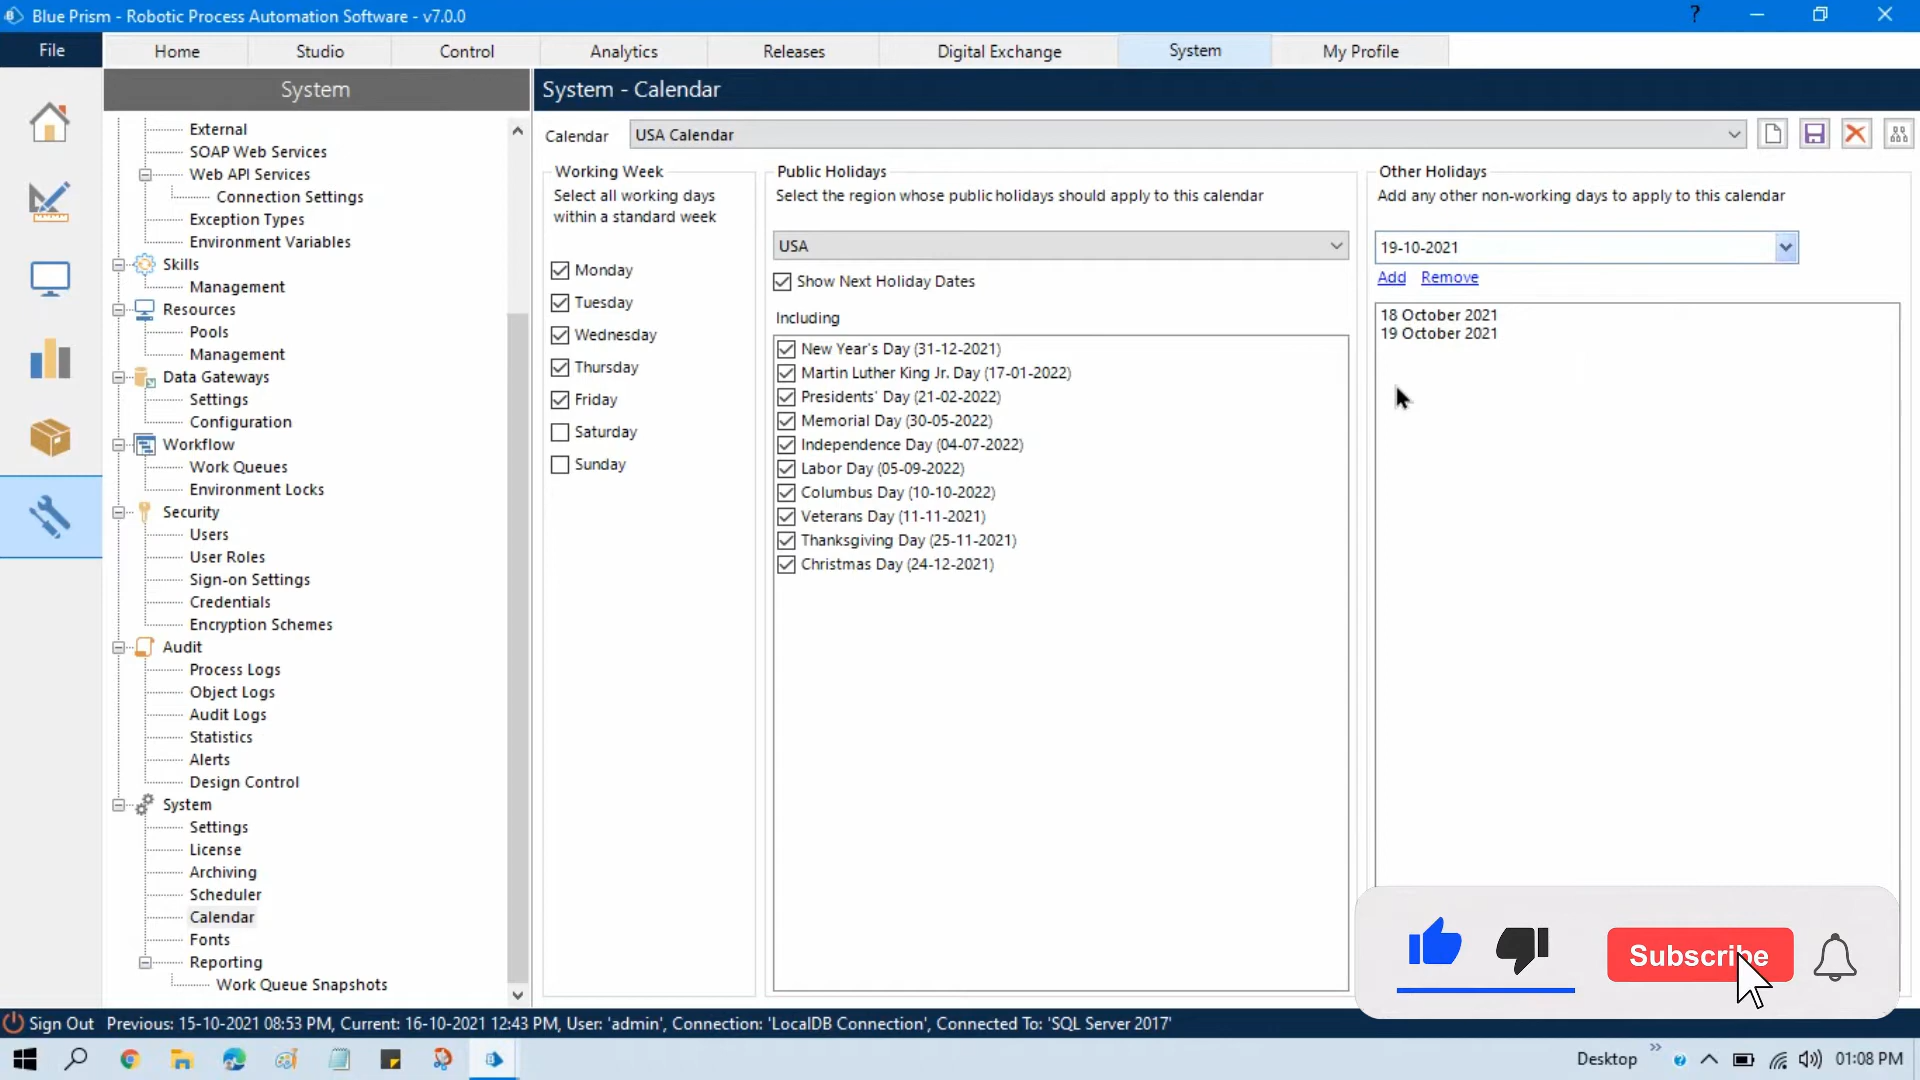 Blue Prism - Robotic Process Automation Software - v7.0.0
?
File
Home
Studio
Control
Analytics
Releases
Digital Exchange
System
My Profile
System
System - Calendar
External
SOAP Web Services
Web API Services
Connection Settings
Exception Types
Environment Variables
Skills
Management
Resources
Pools
Management
Data Gateways
Settings
Configuration
Workflow
Work Queues
Environment Locks
Security
Users
User Roles
Sign-on Settings
Credentials
Encryption Schemes
Audit
Process Logs
Object Logs
Audit Logs
Statistics
Alerts
Design Control
System
Settings
License
Archiving
Scheduler
Calendar
Fonts
Reporting
Work Queue Snapshots
Calendar
USA Calendar
Working Week
Select all working days
within a standard week
Monday
Tuesday
Wednesday
Thursday
Friday
Saturday
Sunday
Public Holidays
Select the region whose public holidays should apply to this calendar
USA
Show Next Holiday Dates
Including
New Year's Day (31-12-2021)
Martin Luther King Jr. Day (17-01-2022)
Presidents' Day (21-02-2022)
Memorial Day (30-05-2022)
Independence Day (04-07-2022)
Labor Day (05-09-2022)
Columbus Day (10-10-2022)
Veterans Day (11-11-2021)
Thanksgiving Day (25-11-2021)
Christmas Day (24-12-2021)
Other Holidays
Add any other non-working days to apply to this calendar
19-10-2021
Add Remove
18 October 2021
19 October 2021
Subscribe
Sign Out Previous: 15-10-2021 08:53 PM, Current: 16-10-2021 12:43 PM, User: 'admin', Connection: 'LocalDB Connection', Connected To: 'SQL Server 2017'
Desktop
01:08 PM